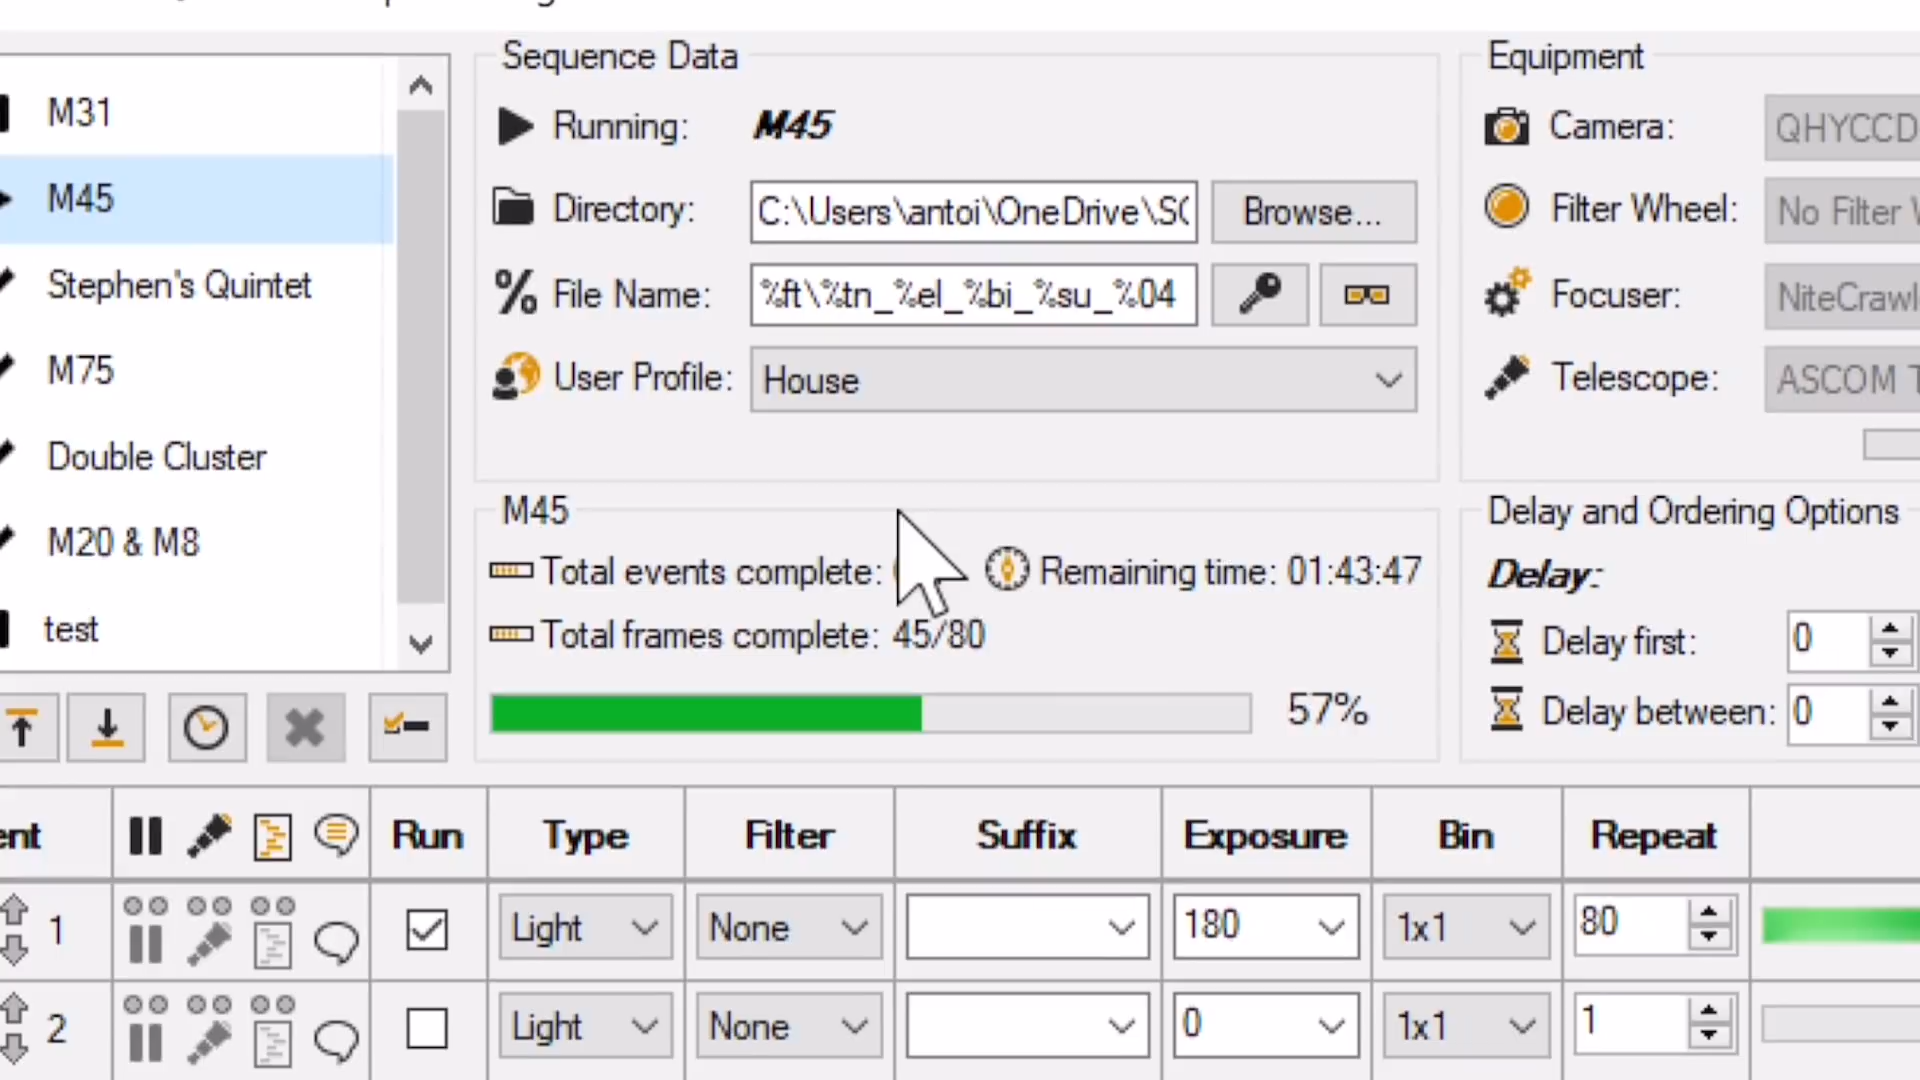 M31
M45
Stephen's Quintet
M75
Double Cluster
M20 & M8
test
Sequence Data
Running: M45
Directory: C:\Users\antoi\OneDrive\S
Browse...
% File Name: %ft\%tn_%el_%bi_%su_%04
User Profile: House
M45
Total events complete:
Remaining time: 01:43:47
Total frames complete: 45/80
57%
Equipment
Camera: QHYCCD
Filter Wheel: No Filter
Focuser: NiteCrawl
Telescope: ASCOM
Delay and Ordering Options
Delay:
Delay first: 0
Delay between: 0
ent Run Type Filter Suffix Exposure Bin Repeat
1 Light None 180 1x1 80
2 Light None 0 1x1 1